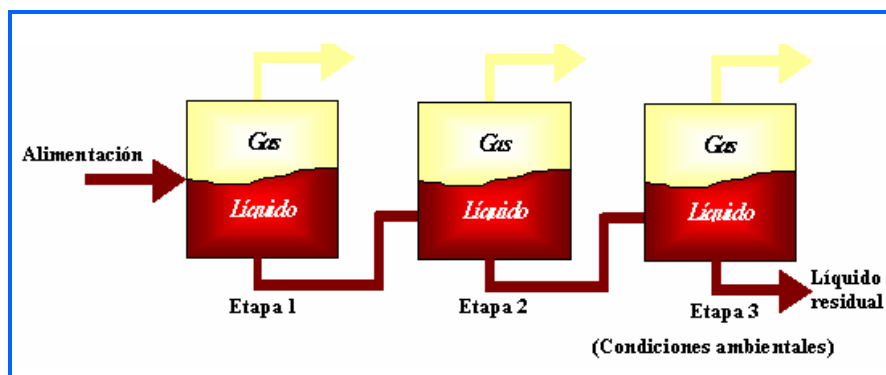 Alimentación
Gas
Gas
Gas
Líquido
Líquido
Líquido
Etapa 1
Etapa 2
Etapa 3
Líquido
residual
(Condiciones ambientales)